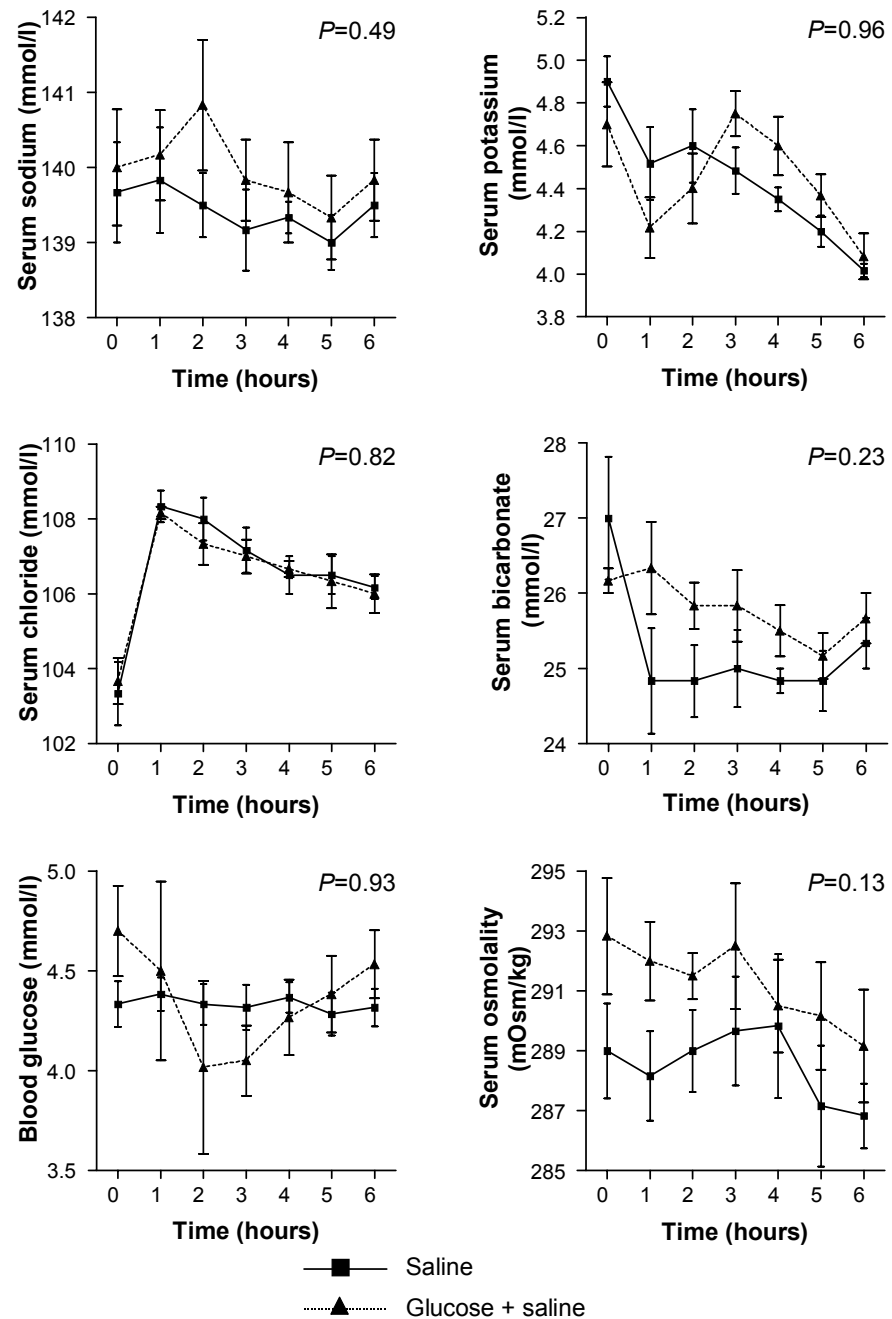 Serum sodium (mmol/l)
142
141
140
139
138
P=0.49
0 1 2 3 4 5 6
Time (hours)
Serum potassium
(mmol/l)
5.2
5.0
4.8
4.6
4.4
4.2
4.0
3.8
P=0.96
0 1 2 3 4 5 6
Time (hours)
Serum chloride (mmol/l)
110
108
106
104
102
P=0.82
0 1 2 3 4 5 6
Time (hours)
Serum bicarbonate
(mmol/l)
28
27
26
25
24
P=0.23
0 1 2 3 4 5 6
Time (hours)
Blood glucose (mmol/l)
5.0
4.5
4.0
3.5
P=0.93
0 1 2 3 4 5 6
Time (hours)
Serum osmolality
(mOsm/kg)
295
293
291
289
287
285
P=0.13
0 1 2 3 4 5 6
Time (hours)
Saline
Glucose + saline